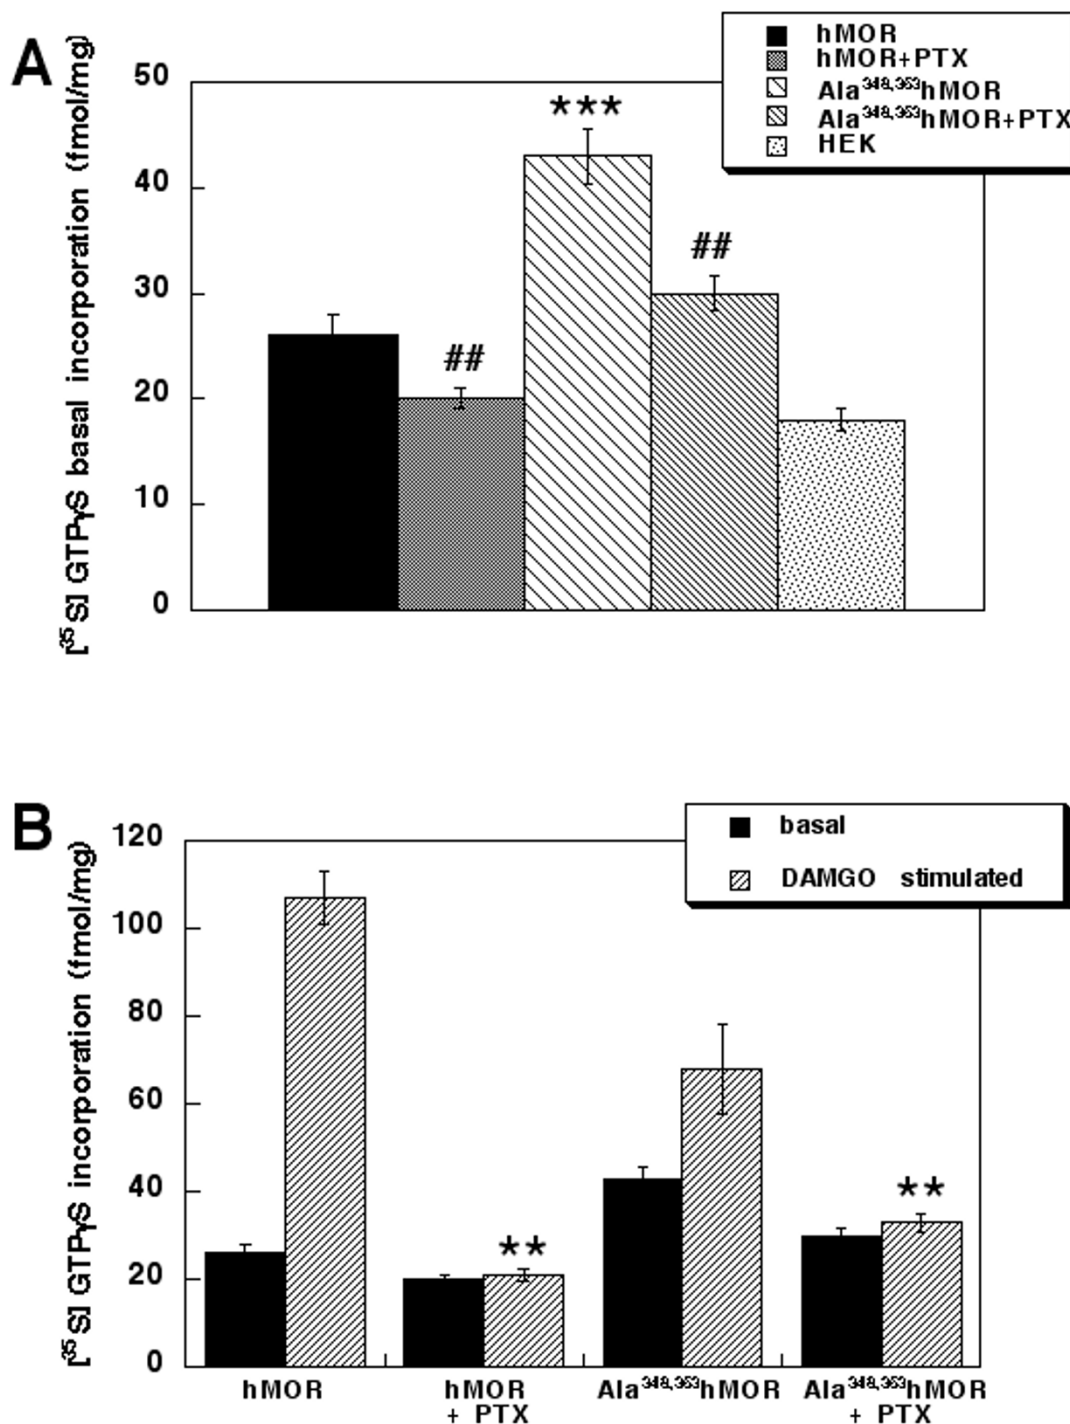 A
hMOR
hMOR+PTX
Ala348,353hMOR
Ala348,353hMOR+PTX
HEK
[35S] GTPγS basal incorporation (fmol/mg)
50
40
30
20
10
0
***
##
##
B
basal
DAMGO stimulated
[35S] GTPγS incorporation (fmol/mg)
120
100
80
60
40
20
0
**
**
hMOR
hMOR
+ PTX
Ala348,353hMOR
Ala348,353hMOR
+ PTX